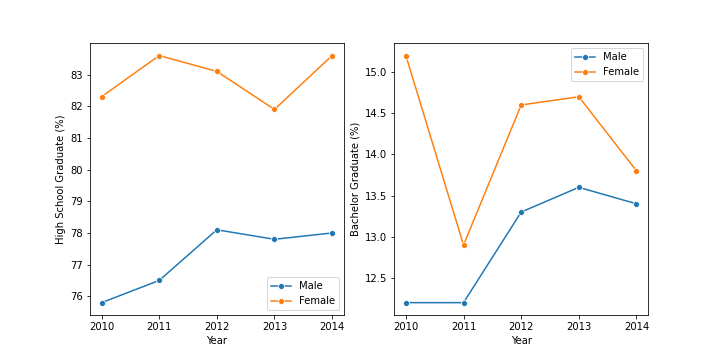 High School Graduate (%)
83
82
81
80
79
78
77
76
2010 2011 2012 2013 2014
Year
Male
Female
Bachelor Graduate (%)
15.0
14.5
14.0
13.5
13.0
12.5
2010 2011 2012 2013 2014
Year
Male
Female